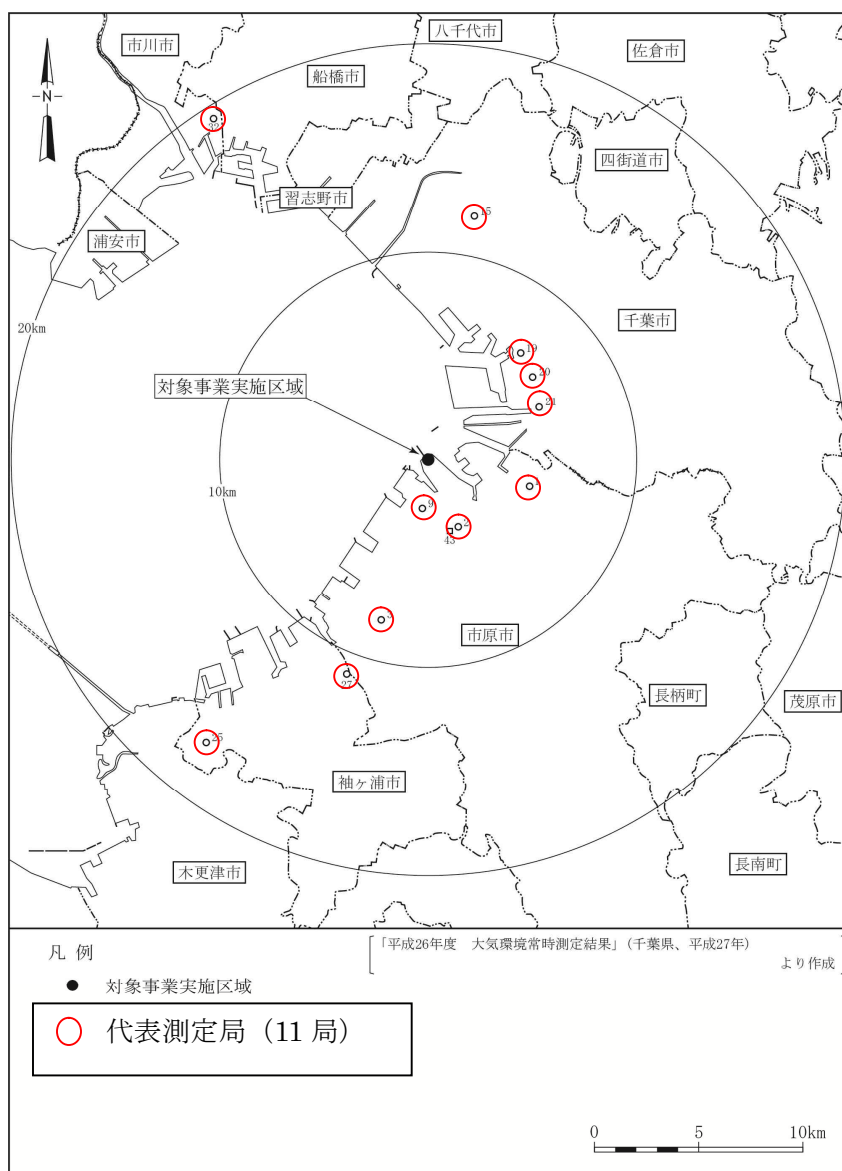 八千代市
市川市
佐倉市
船橋市
N
32
四街道市
習志野市
15
浦安市
千葉市
20km
19
20
対象事業実施区域
21
10km
1
9
2
43
市原市
27
長柄町
茂原市
25
袖ヶ浦市
木更津市
長南町
凡例
「平成26年度 大気環境常時測定結果」(千葉県、平成27年)
より作成
対象事業実施区域
代表測定局(11局)
0 5 10km